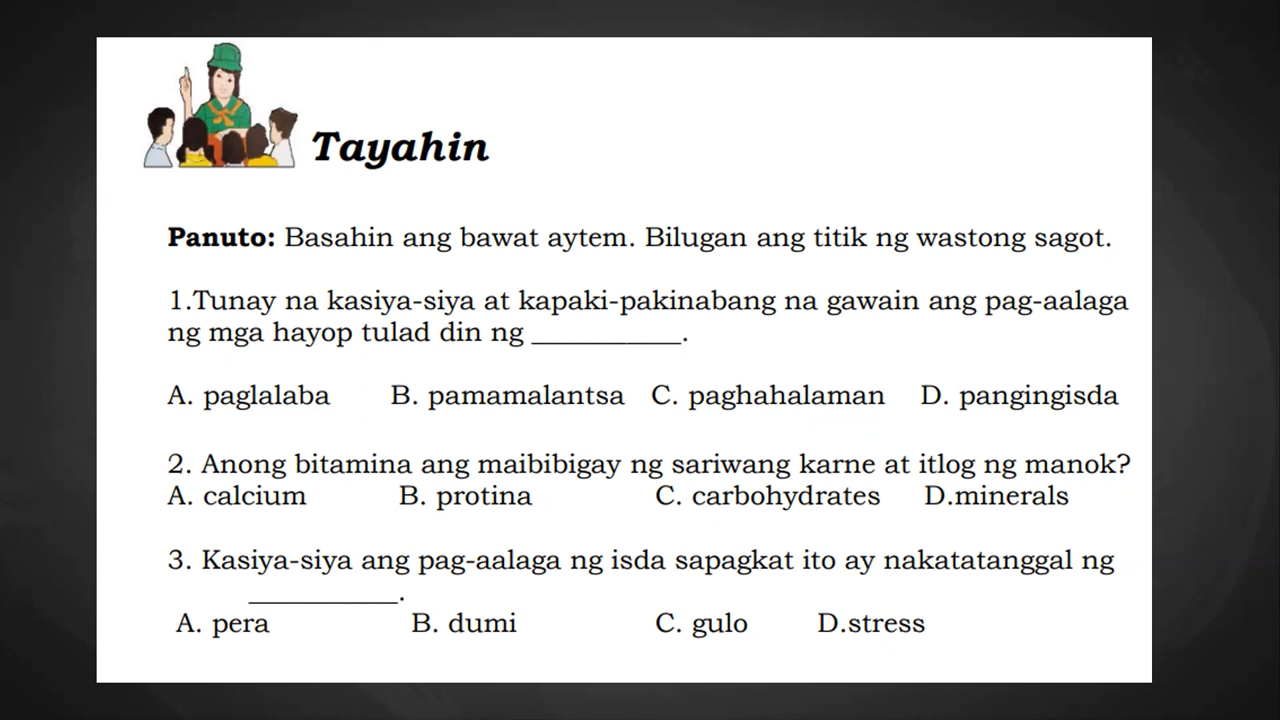 Tayahin
Panuto: Basahin ang bawat aytem. Bilugan ang titik ng wastong sagot.
1.Tunay na kasiya-siya at kapaki-pakinabang na gawain ang pag-aalaga
ng mga hayop tulad din ng ___________.
A. paglalaba B. pamamalantsa C. paghahalaman D. pangingisda
2. Anong bitamina ang maibibigay ng sariwang karne at itlog ng manok?
A. calcium B. protina C. carbohydrates D.minerals
3. Kasiya-siya ang pag-aalaga ng isda sapagkat ito ay nakatatanggal ng
___________.
A. pera B. dumi C. gulo D.stress